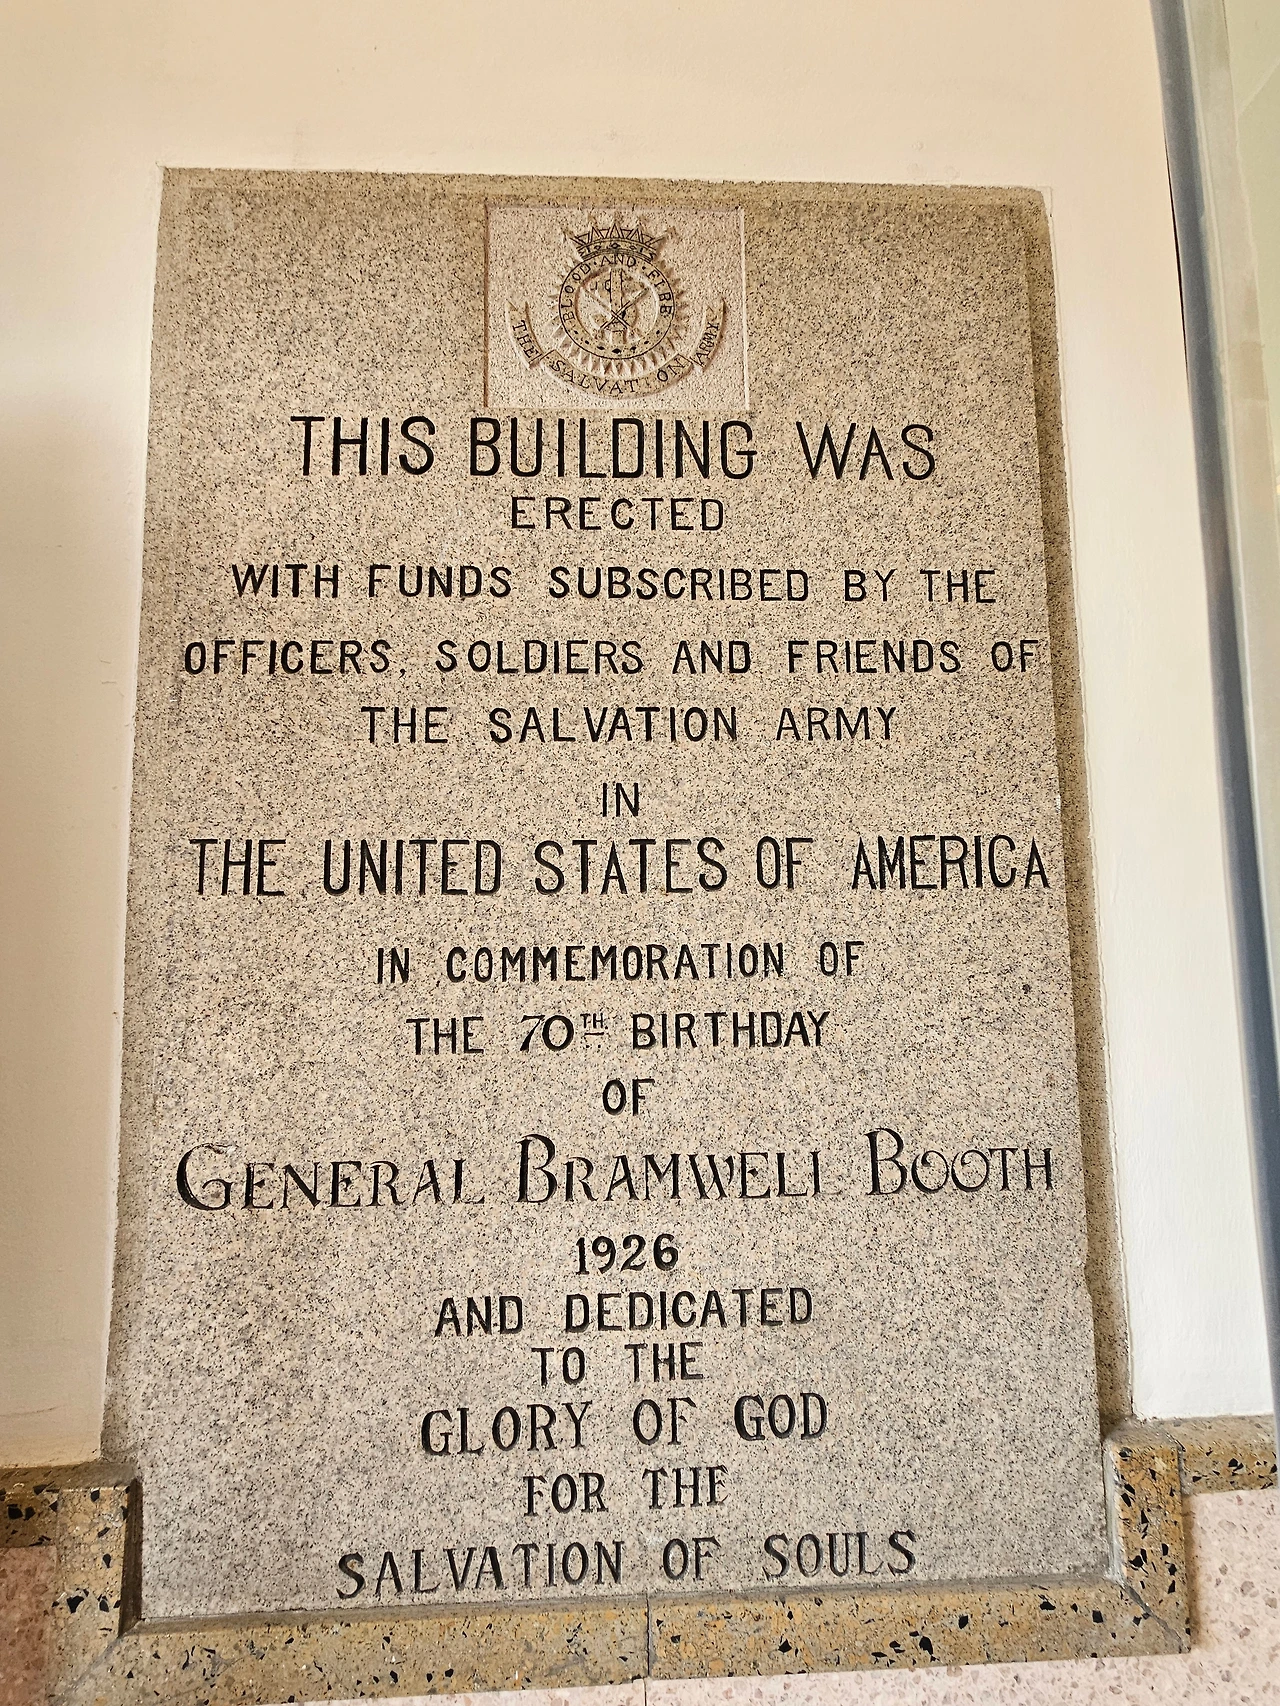 BLOOD AND FIRE
THE SALVATION ARMY
THIS BUILDING WAS
ERECTED
WITH FUNDS SUBSCRIBED BY THE
OFFICERS, SOLDIERS AND FRIENDS OF
THE SALVATION ARMY
IN
THE UNITED STATES OF AMERICA
IN COMMEMORATION OF
THE 70TH BIRTHDAY
OF
GENERAL BRAMWELL BOOTH
1926
AND DEDICATED
TO THE
GLORY OF GOD
FOR THE
SALVATION OF SOULS